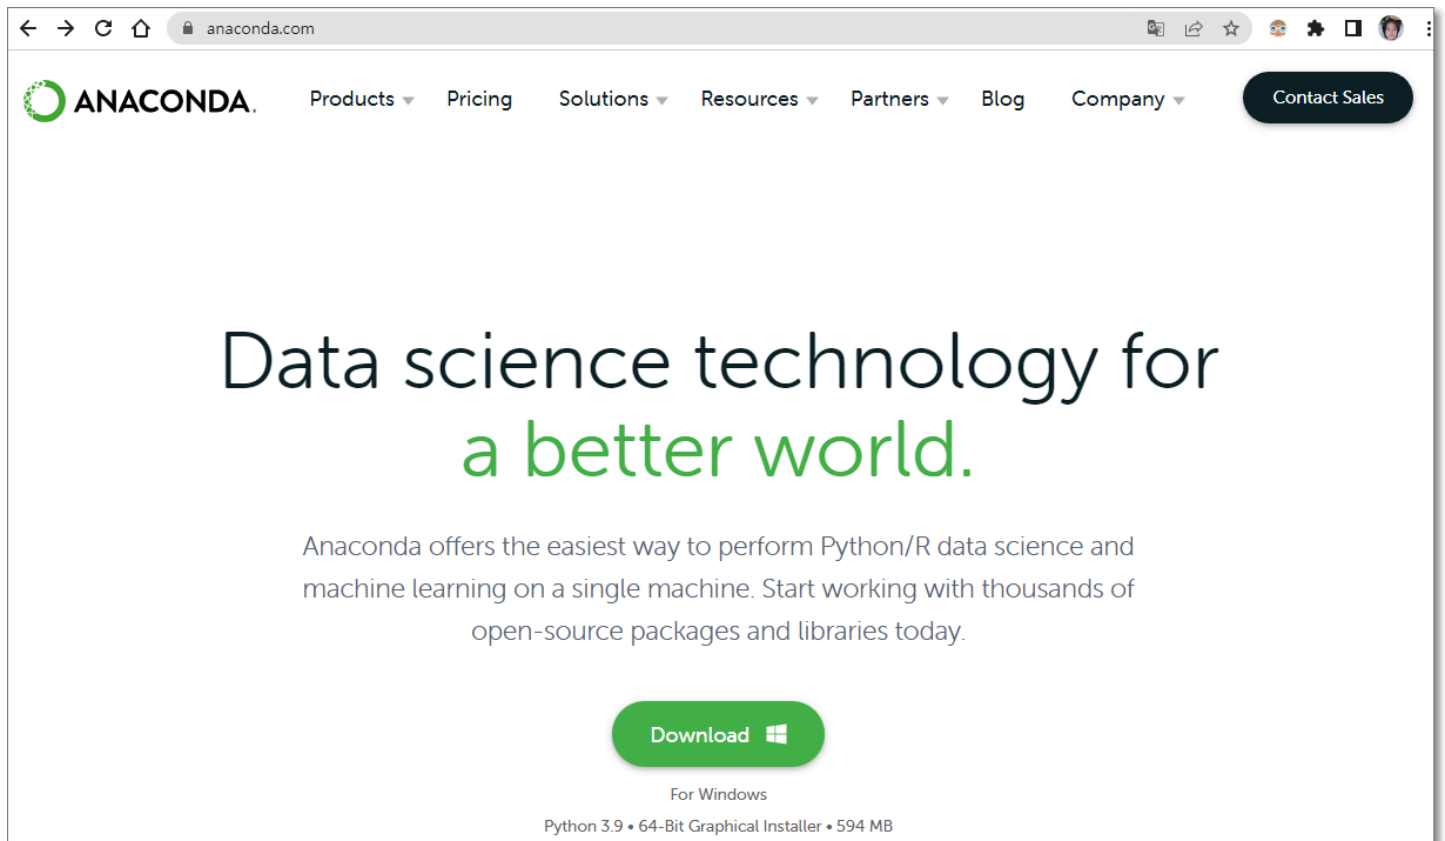 anaconda.com
ANACONDA.
Products Pricing Solutions Resources Partners Blog Company Contact Sales
Data science technology for
a better world.
Anaconda offers the easiest way to perform Python/R data science and
machine learning on a single machine. Start working with thousands of
open-source packages and libraries today.
Download
For Windows
Python 3.9 • 64-Bit Graphical Installer • 594 MB